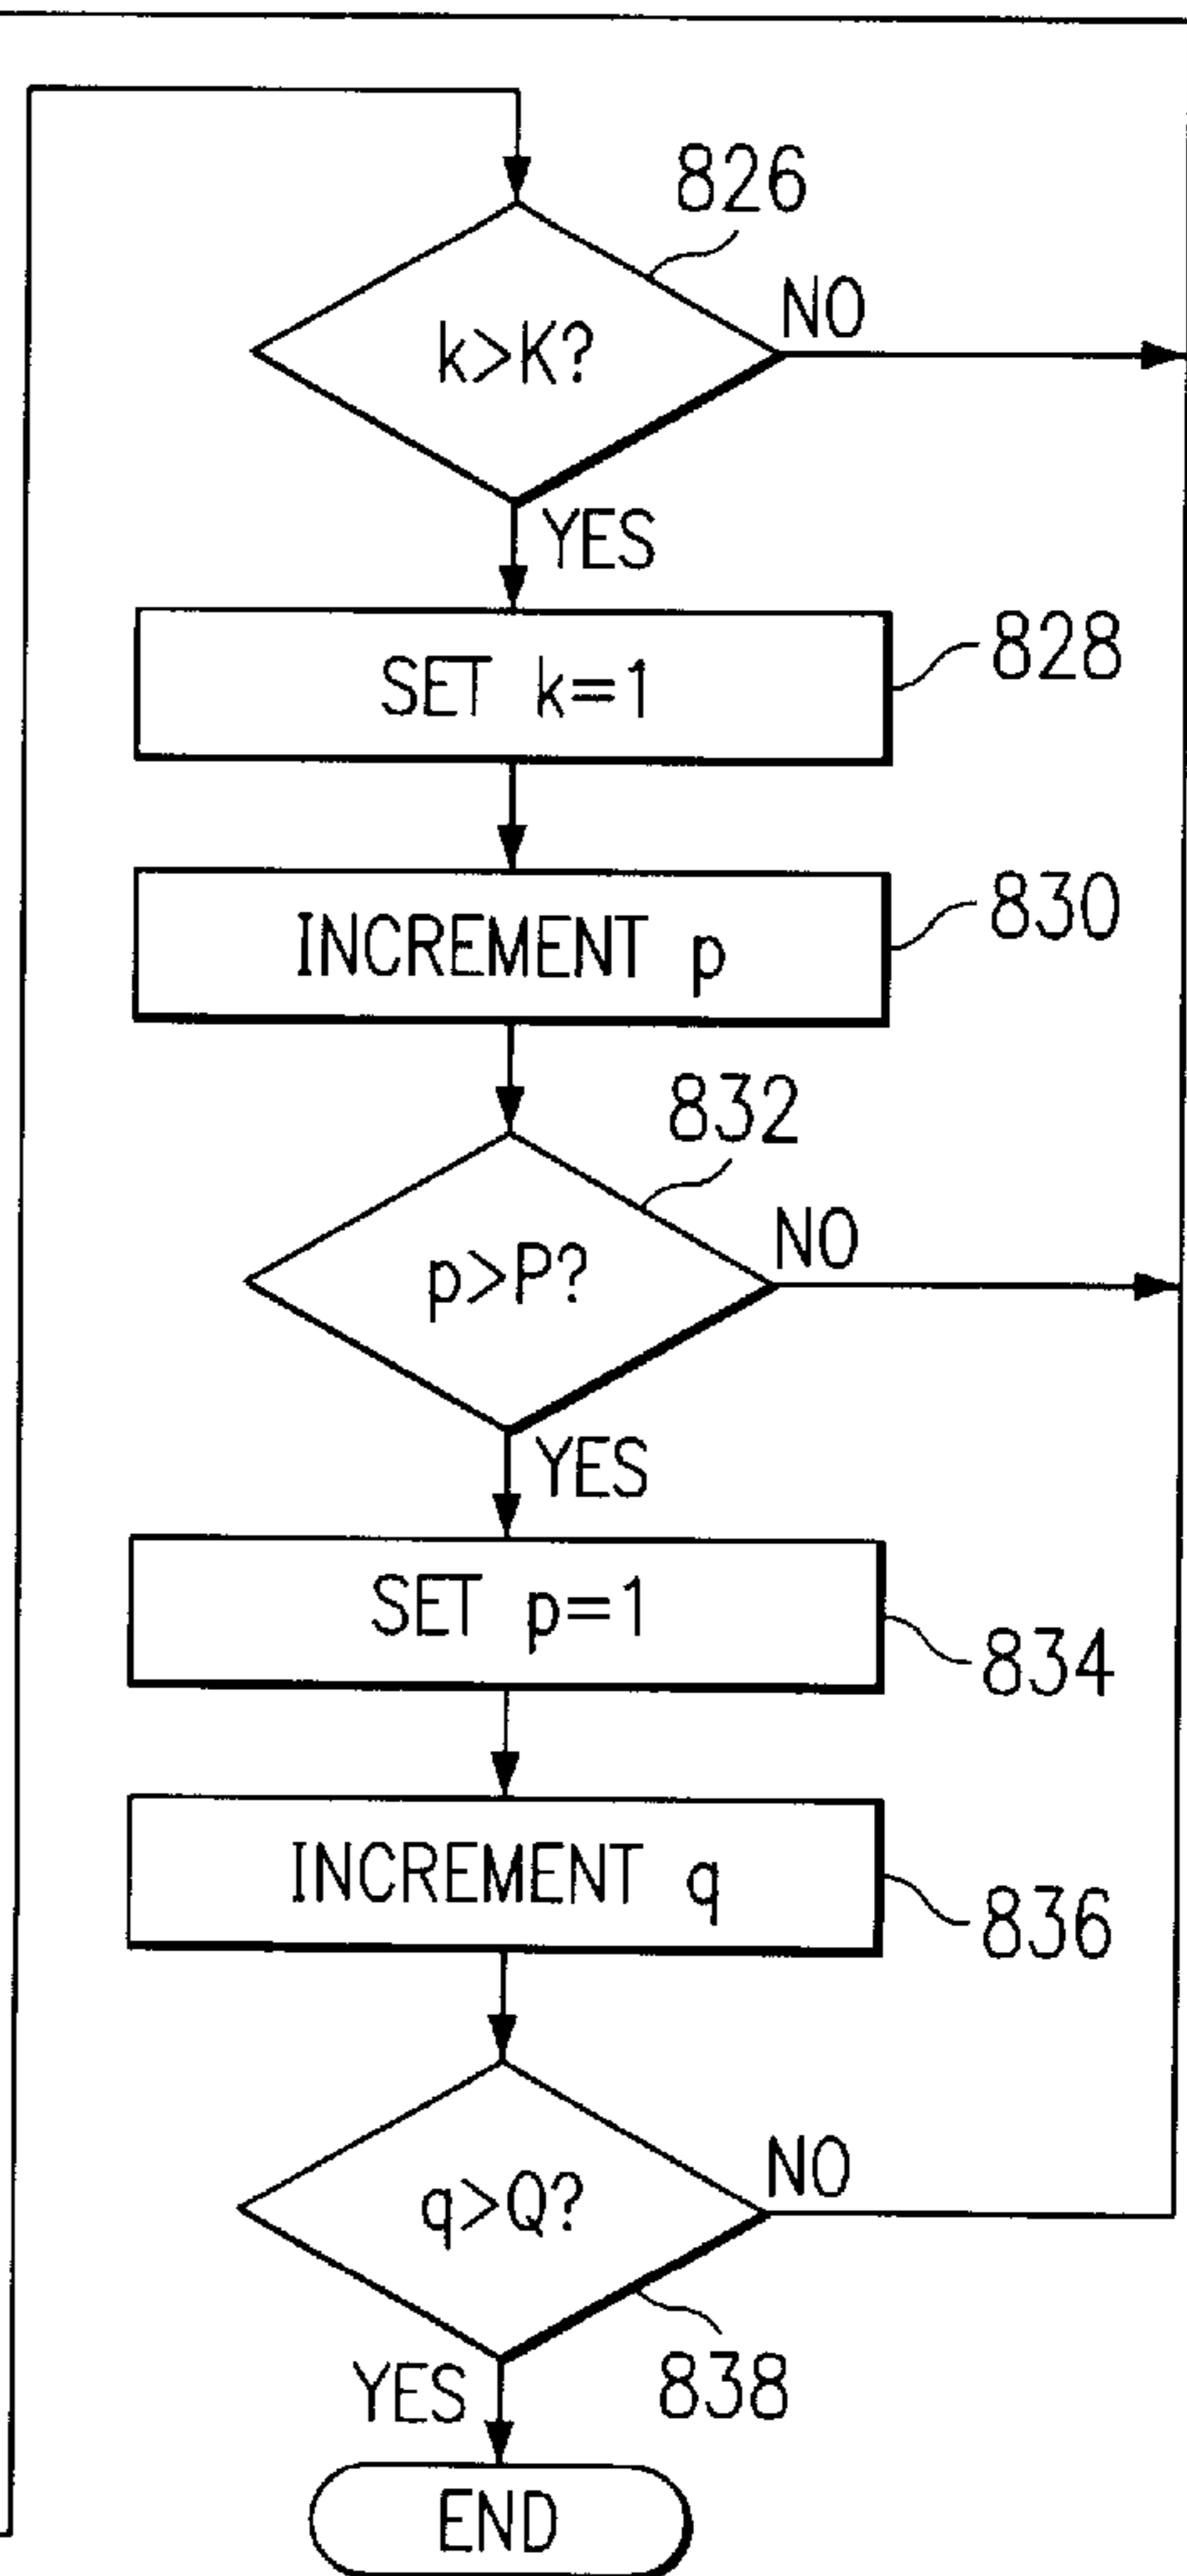 826
k>K?
NO
YES
SET k=1
828
INCREMENT p
830
832
p>P?
NO
YES
SET p=1
834
INCREMENT q
836
q>Q?
NO
838
YES
END